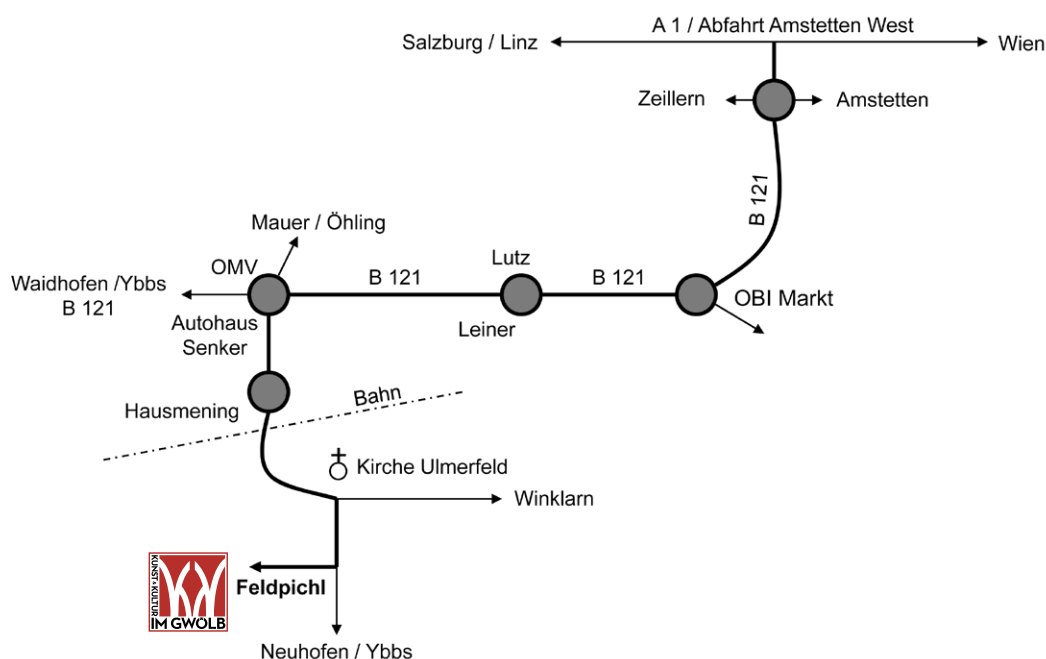 A 1 / Abfahrt Amstetten West
Salzburg / Linz
Wien
Zeillern
Amstetten
B 121
Mauer / Öhling
OMV
Lutz
Waidhofen /Ybbs
B 121
B 121
B 121
OBI Markt
Autohaus
Senker
Leiner
Hausmening
Bahn
Kirche Ulmerfeld
Winklarn
KUNST+KULTUR
IM GWÖLB
Feldpichl
Neuhofen / Ybbs